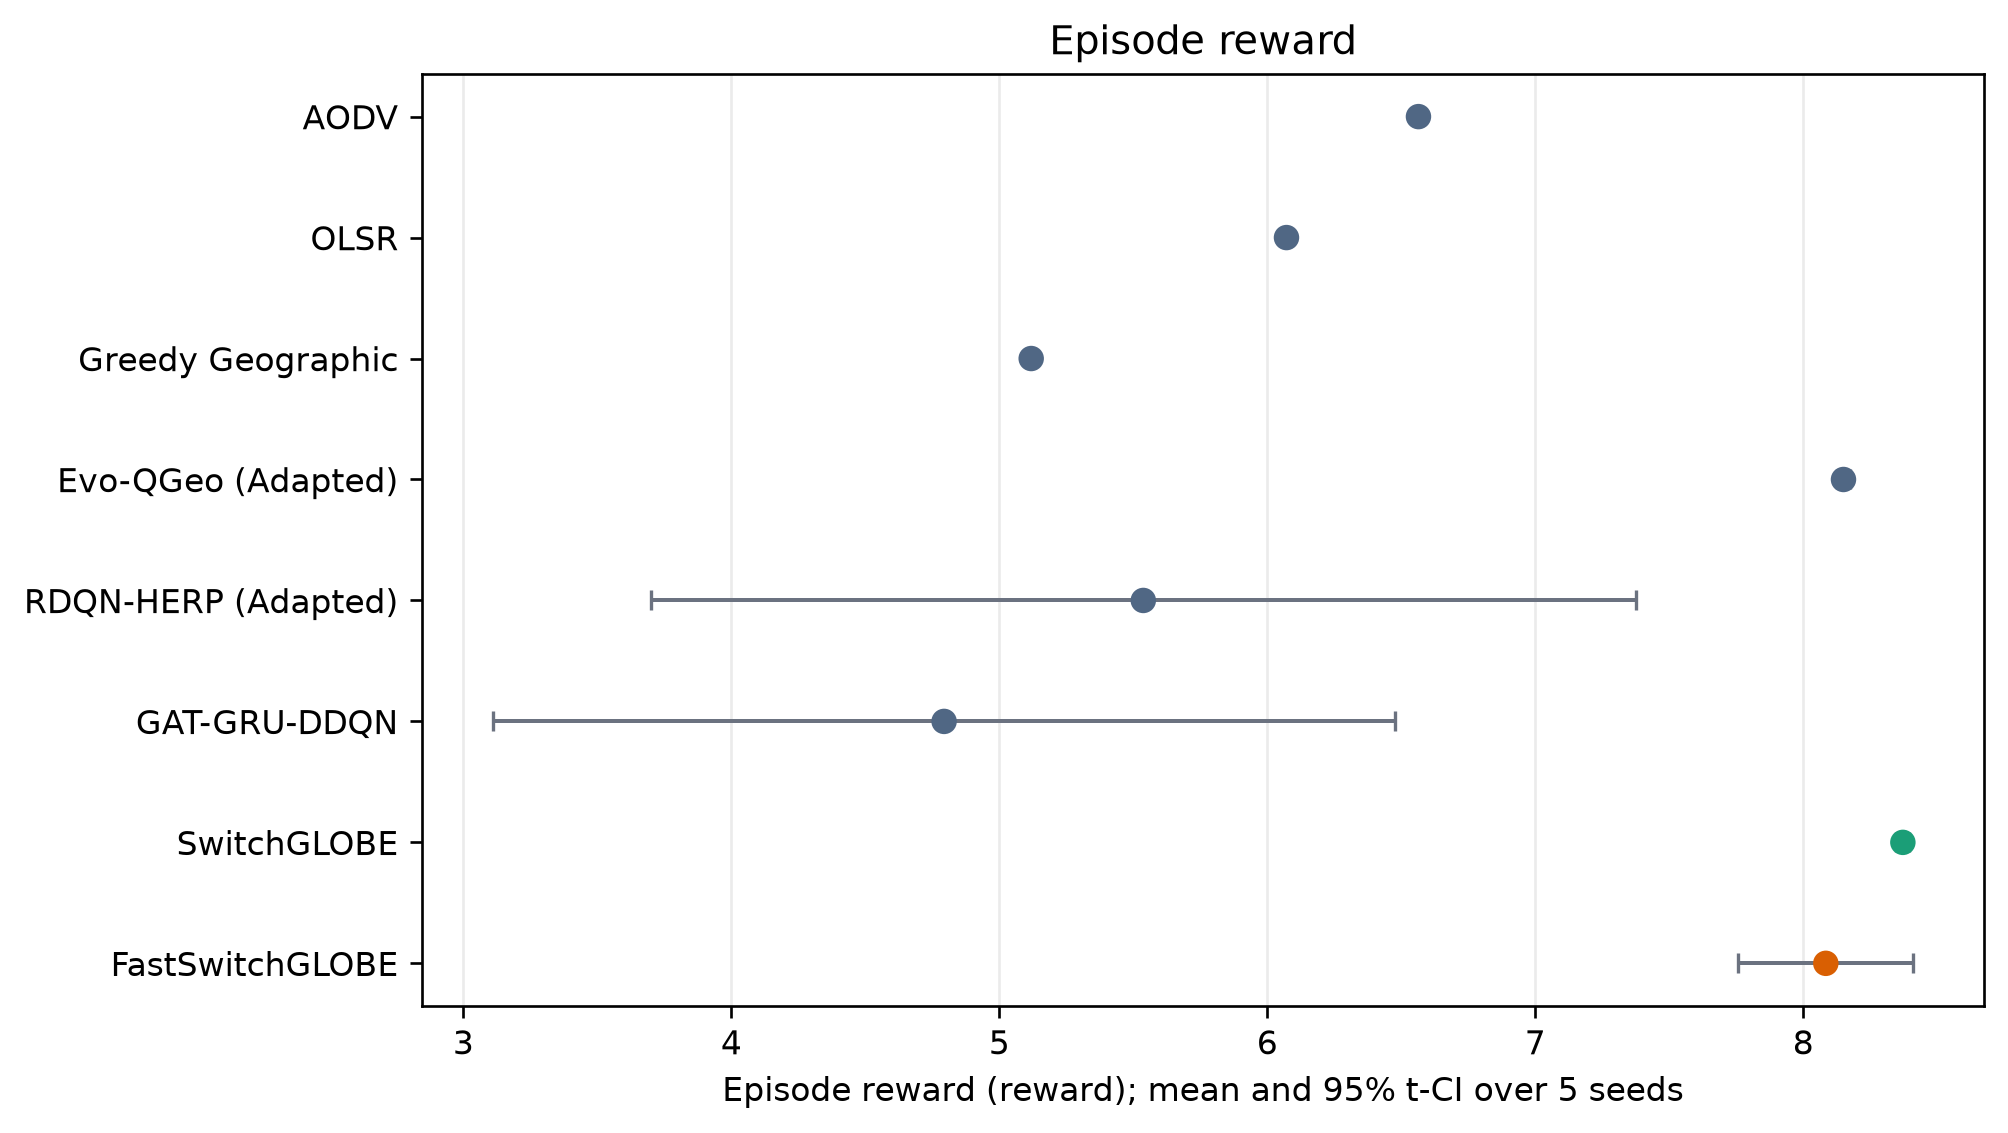 Episode reward
AODV
OLSR
Greedy Geographic
Evo-QGeo (Adapted)
RDQN-HERP (Adapted)
GAT-GRU-DDQN
SwitchGLOBE
FastSwitchGLOBE
3 4 5 6 7 8
Episode reward (reward); mean and 95% t-CI over 5 seeds